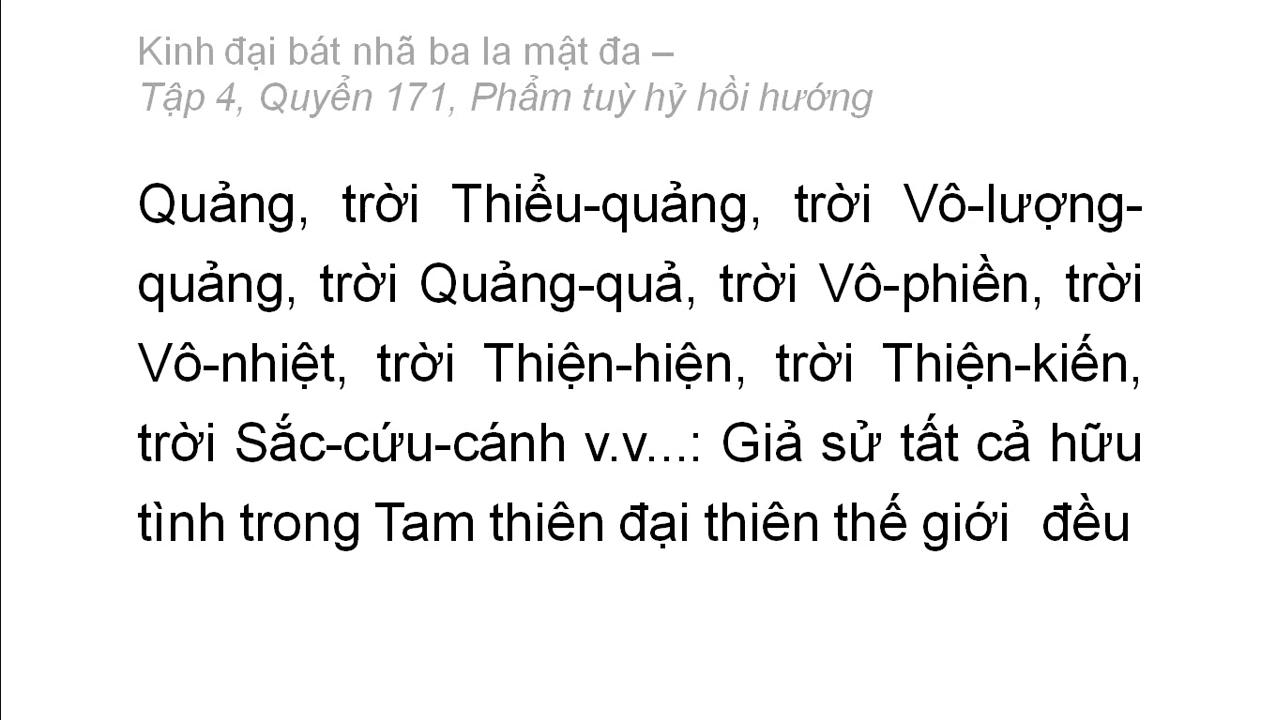 Kinh đại bát nhã ba la mật đa –
Tập 4, Quyển 171, Phẩm tuỳ hỷ hồi hướng
Quảng, trời Thiểu-quảng, trời Vô-lượng-
quảng, trời Quảng-quả, trời Vô-phiền, trời
Vô-nhiệt, trời Thiện-hiện, trời Thiện-kiến,
trời Sắc-cứu-cánh v.v...: Giả sử tất cả hữu
tình trong Tam thiên đại thiên thế giới đều